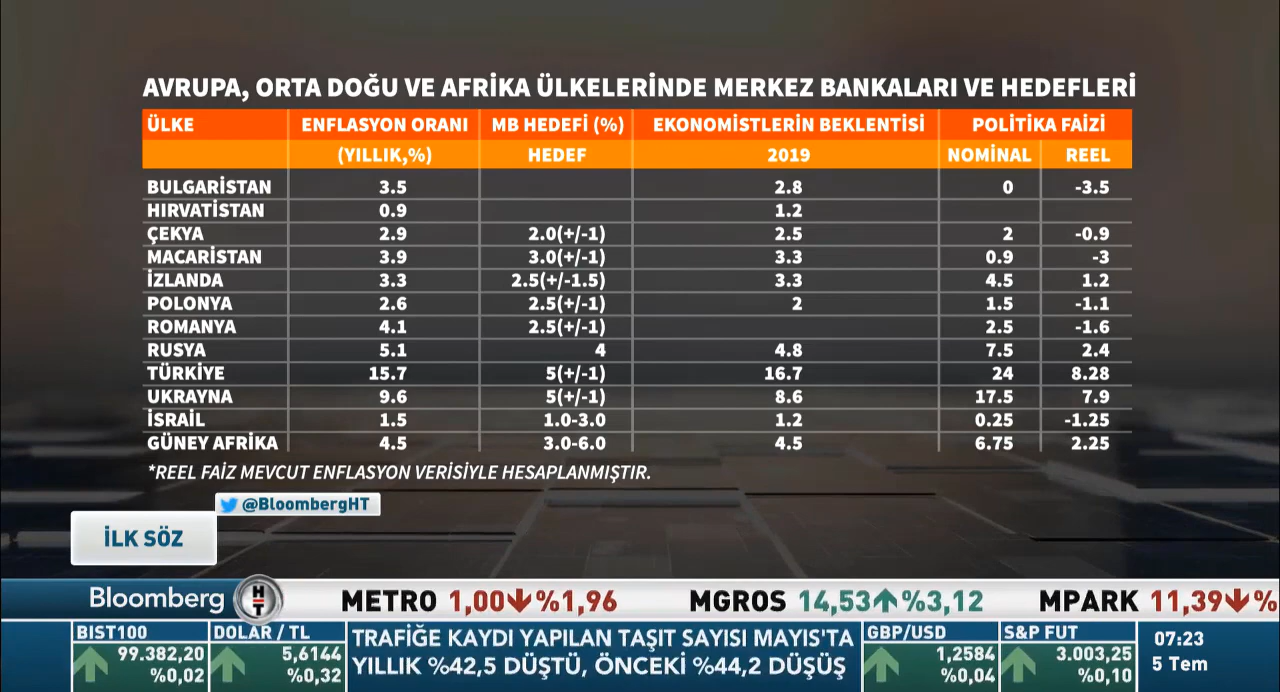 AVRUPA, ORTA DOĞU VE AFRİKA ÜLKELERİNDE MERKEZ BANKALARI VE HEDEFLERİ
ÜLKE ENFLASYON ORANI MB HEDEFİ (%) EKONOMİSTLERİN BEKLENTİSİ POLİTİKA FAİZİ
(YILLIK,%) HEDEF 2019 NOMİNAL REEL
BULGARİSTAN 3.5 2.8 0 -3.5
HIRVATİSTAN 0.9 1.2
ÇEKYA 2.9 2.0(+/-1) 2.5 2 -0.9
MACARİSTAN 3.9 3.0(+/-1) 3.3 0.9 -3
İZLANDA 3.3 2.5(+/-1.5) 3.3 4.5 1.2
POLONYA 2.6 2.5(+/-1) 2 1.5 -1.1
ROMANYA 4.1 2.5(+/-1) 2.5 -1.6
RUSYA 5.1 4 4.8 7.5 2.4
TÜRKİYE 15.7 5(+/-1) 16.7 24 8.28
UKRAYNA 9.6 5(+/-1) 8.6 17.5 7.9
İSRAİL 1.5 1.0-3.0 1.2 0.25 -1.25
GÜNEY AFRİKA 4.5 3.0-6.0 4.5 6.75 2.25
*REEL FAİZ MEVCUT ENFLASYON VERİSİYLE HESAPLANMIŞTIR.
@BloombergHT
İLK SÖZ
Bloomberg HT METRO 1,00 %1,96 MGROS 14,53 %3,12 MPARK 11,39 %
BIST100 DOLAR / TL TRAFİĞE KAYDI YAPILAN TAŞIT SAYISI MAYIS'TA GBP/USD S&P FUT 07:23
99.382,20 5,6144 YILLIK %42,5 DÜŞTÜ, ÖNCEKİ %44,2 DÜŞÜŞ 1,2584 3.003,25 5 Tem
%0,02 %0,32 %0,04 %0,10